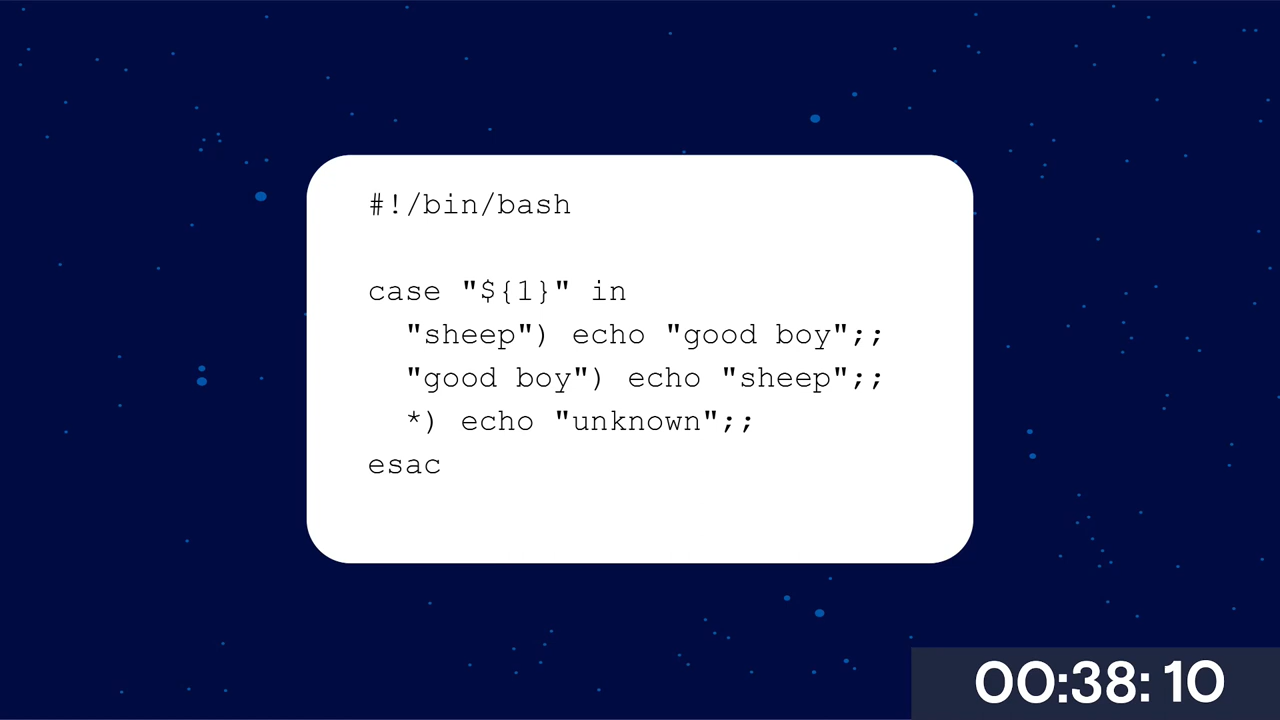 #!/bin/bash
case "${1}" in
"sheep") echo "good boy";;
"good boy") echo "sheep";;
*) echo "unknown";;
esac
00:38:10